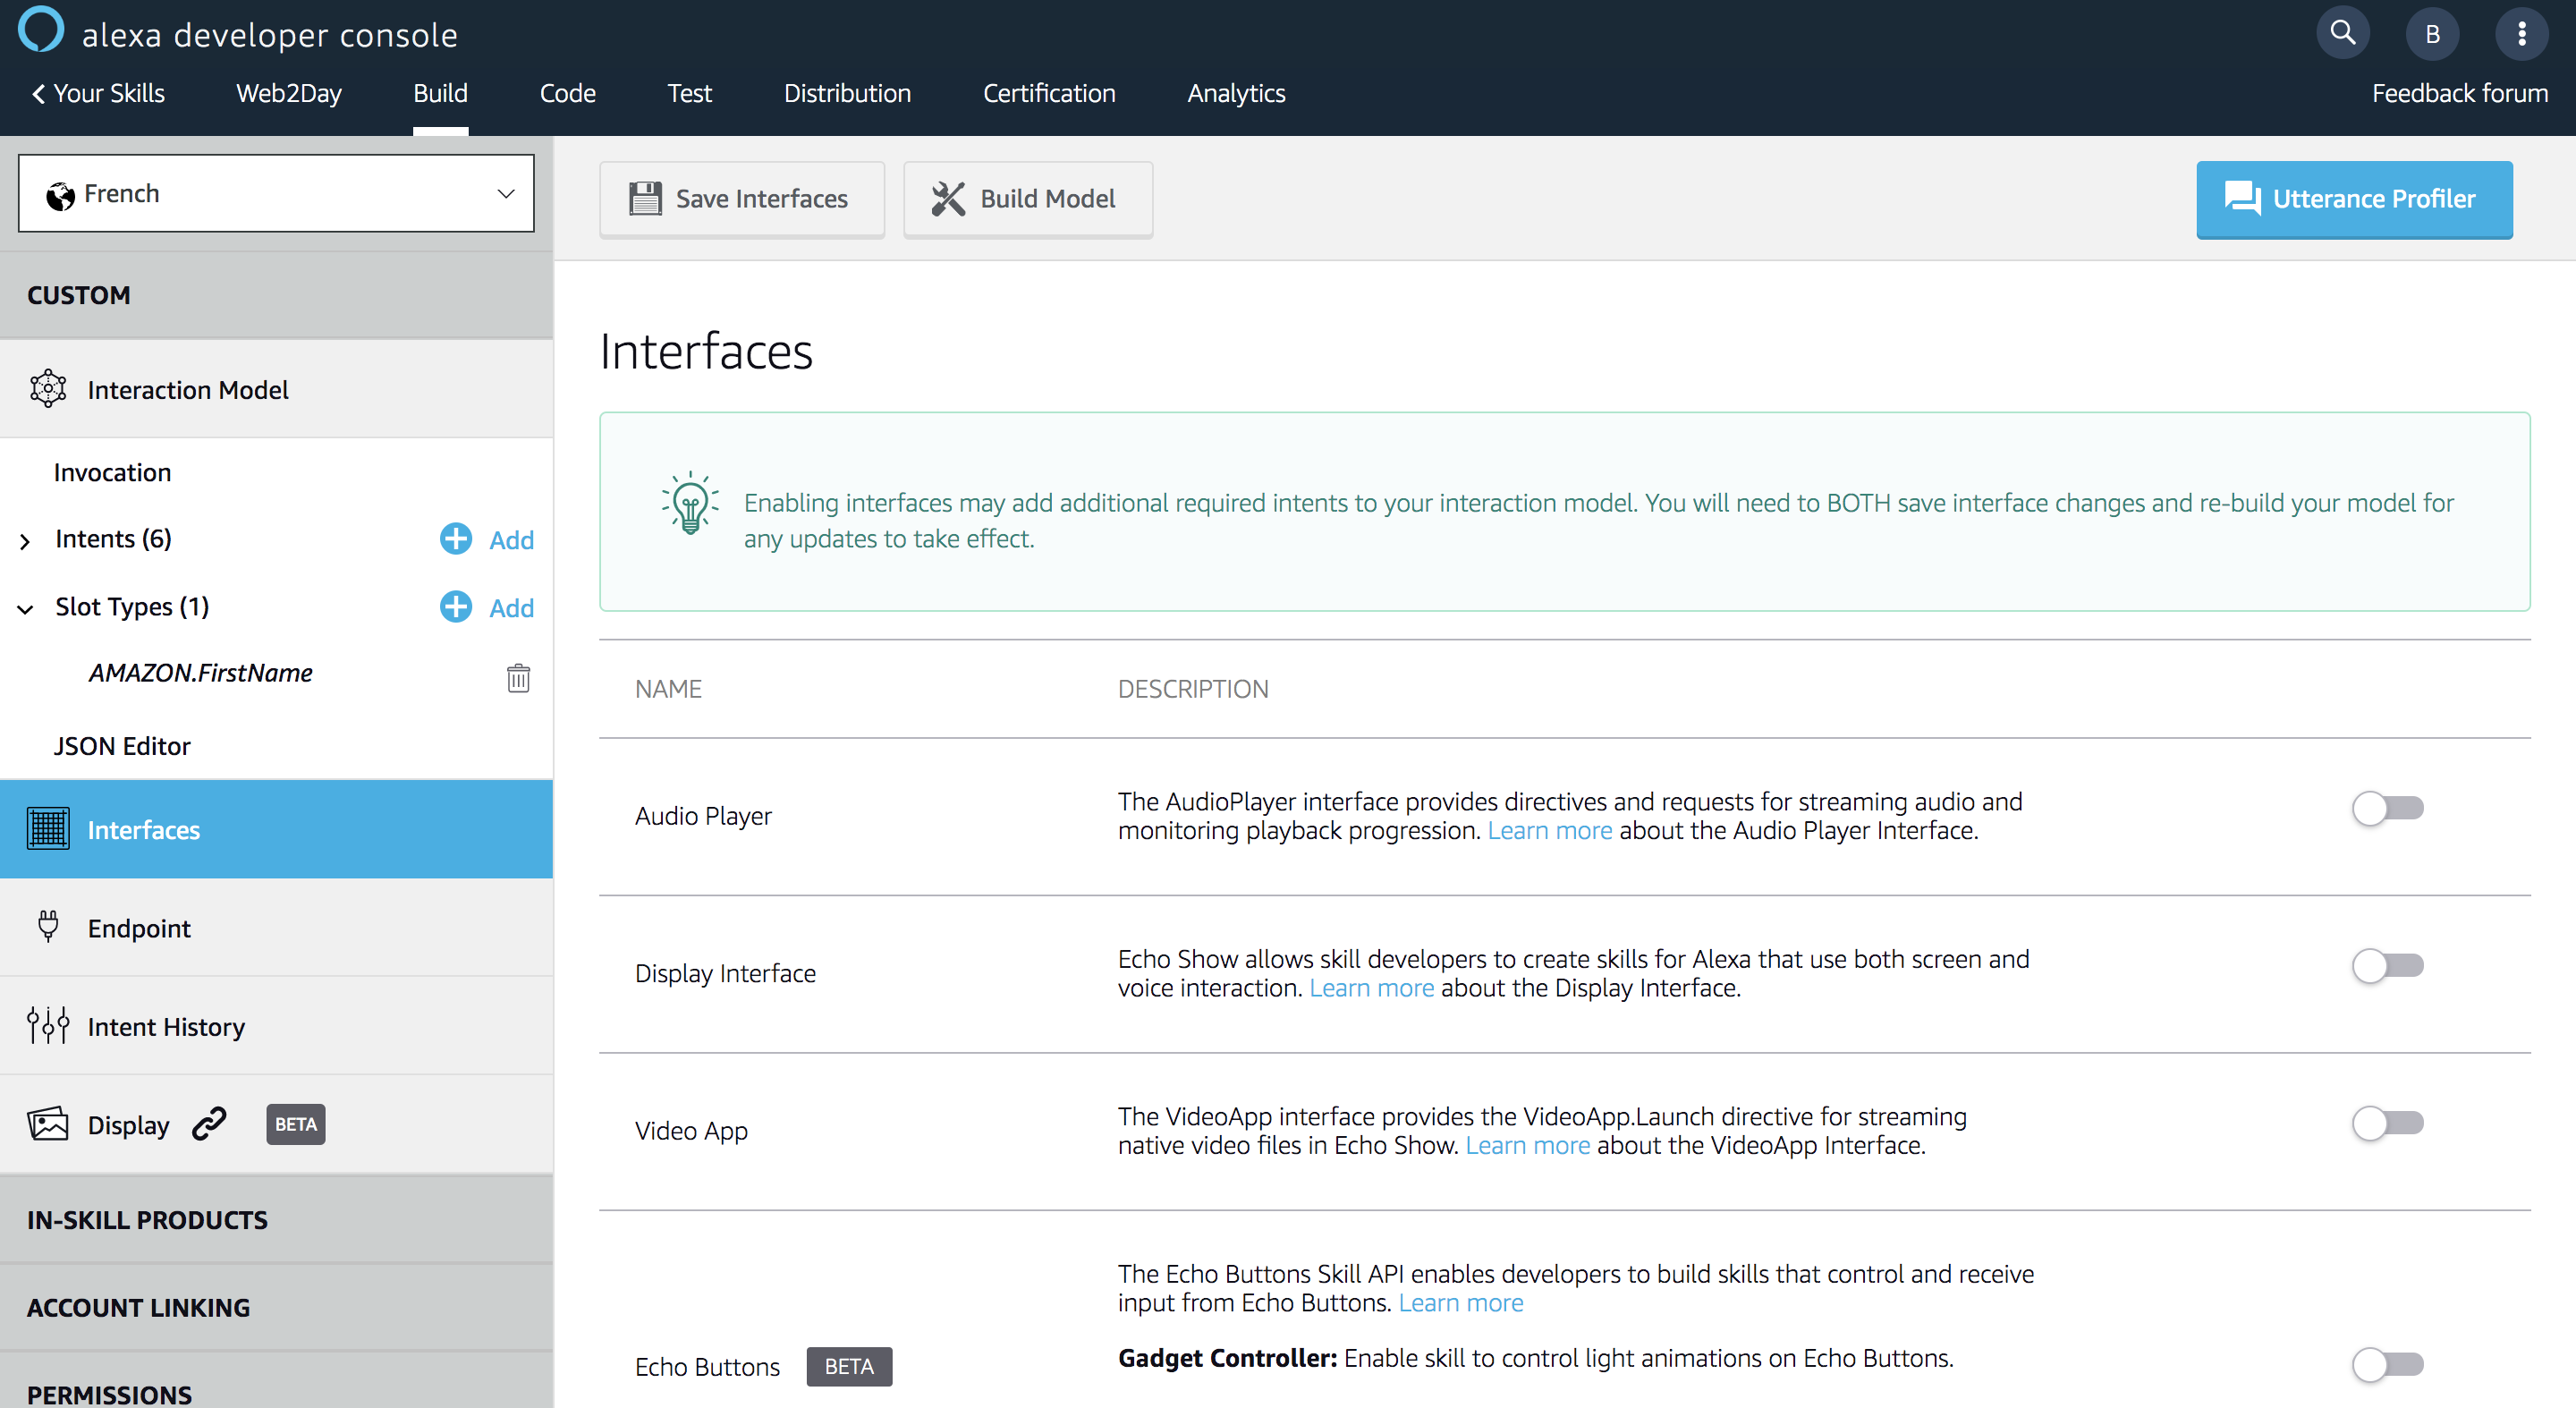 alexa developer console
B
Your Skills
Web2Day
Build
Code
Test
Distribution
Certification
Analytics
Feedback forum
French
Save Interfaces
Build Model
Utterance Profiler
CUSTOM
Interaction Model
Invocation
Intents (6)
Add
Slot Types (1)
Add
AMAZON.FirstName
JSON Editor
Interfaces
Endpoint
Intent History
Display
BETA
IN-SKILL PRODUCTS
ACCOUNT LINKING
PERMISSIONS
Interfaces
Enabling interfaces may add additional required intents to your interaction model. You will need to BOTH save interface changes and re-build your model for
any updates to take effect.
NAME
DESCRIPTION
Audio Player
The AudioPlayer interface provides directives and requests for streaming audio and
monitoring playback progression. Learn more about the Audio Player Interface.
Display Interface
Echo Show allows skill developers to create skills for Alexa that use both screen and
voice interaction. Learn more about the Display Interface.
Video App
The VideoApp interface provides the VideoApp.Launch directive for streaming
native video files in Echo Show. Learn more about the VideoApp Interface.
Echo Buttons
BETA
The Echo Buttons Skill API enables developers to build skills that control and receive
input from Echo Buttons. Learn more
Gadget Controller: Enable skill to control light animations on Echo Buttons.